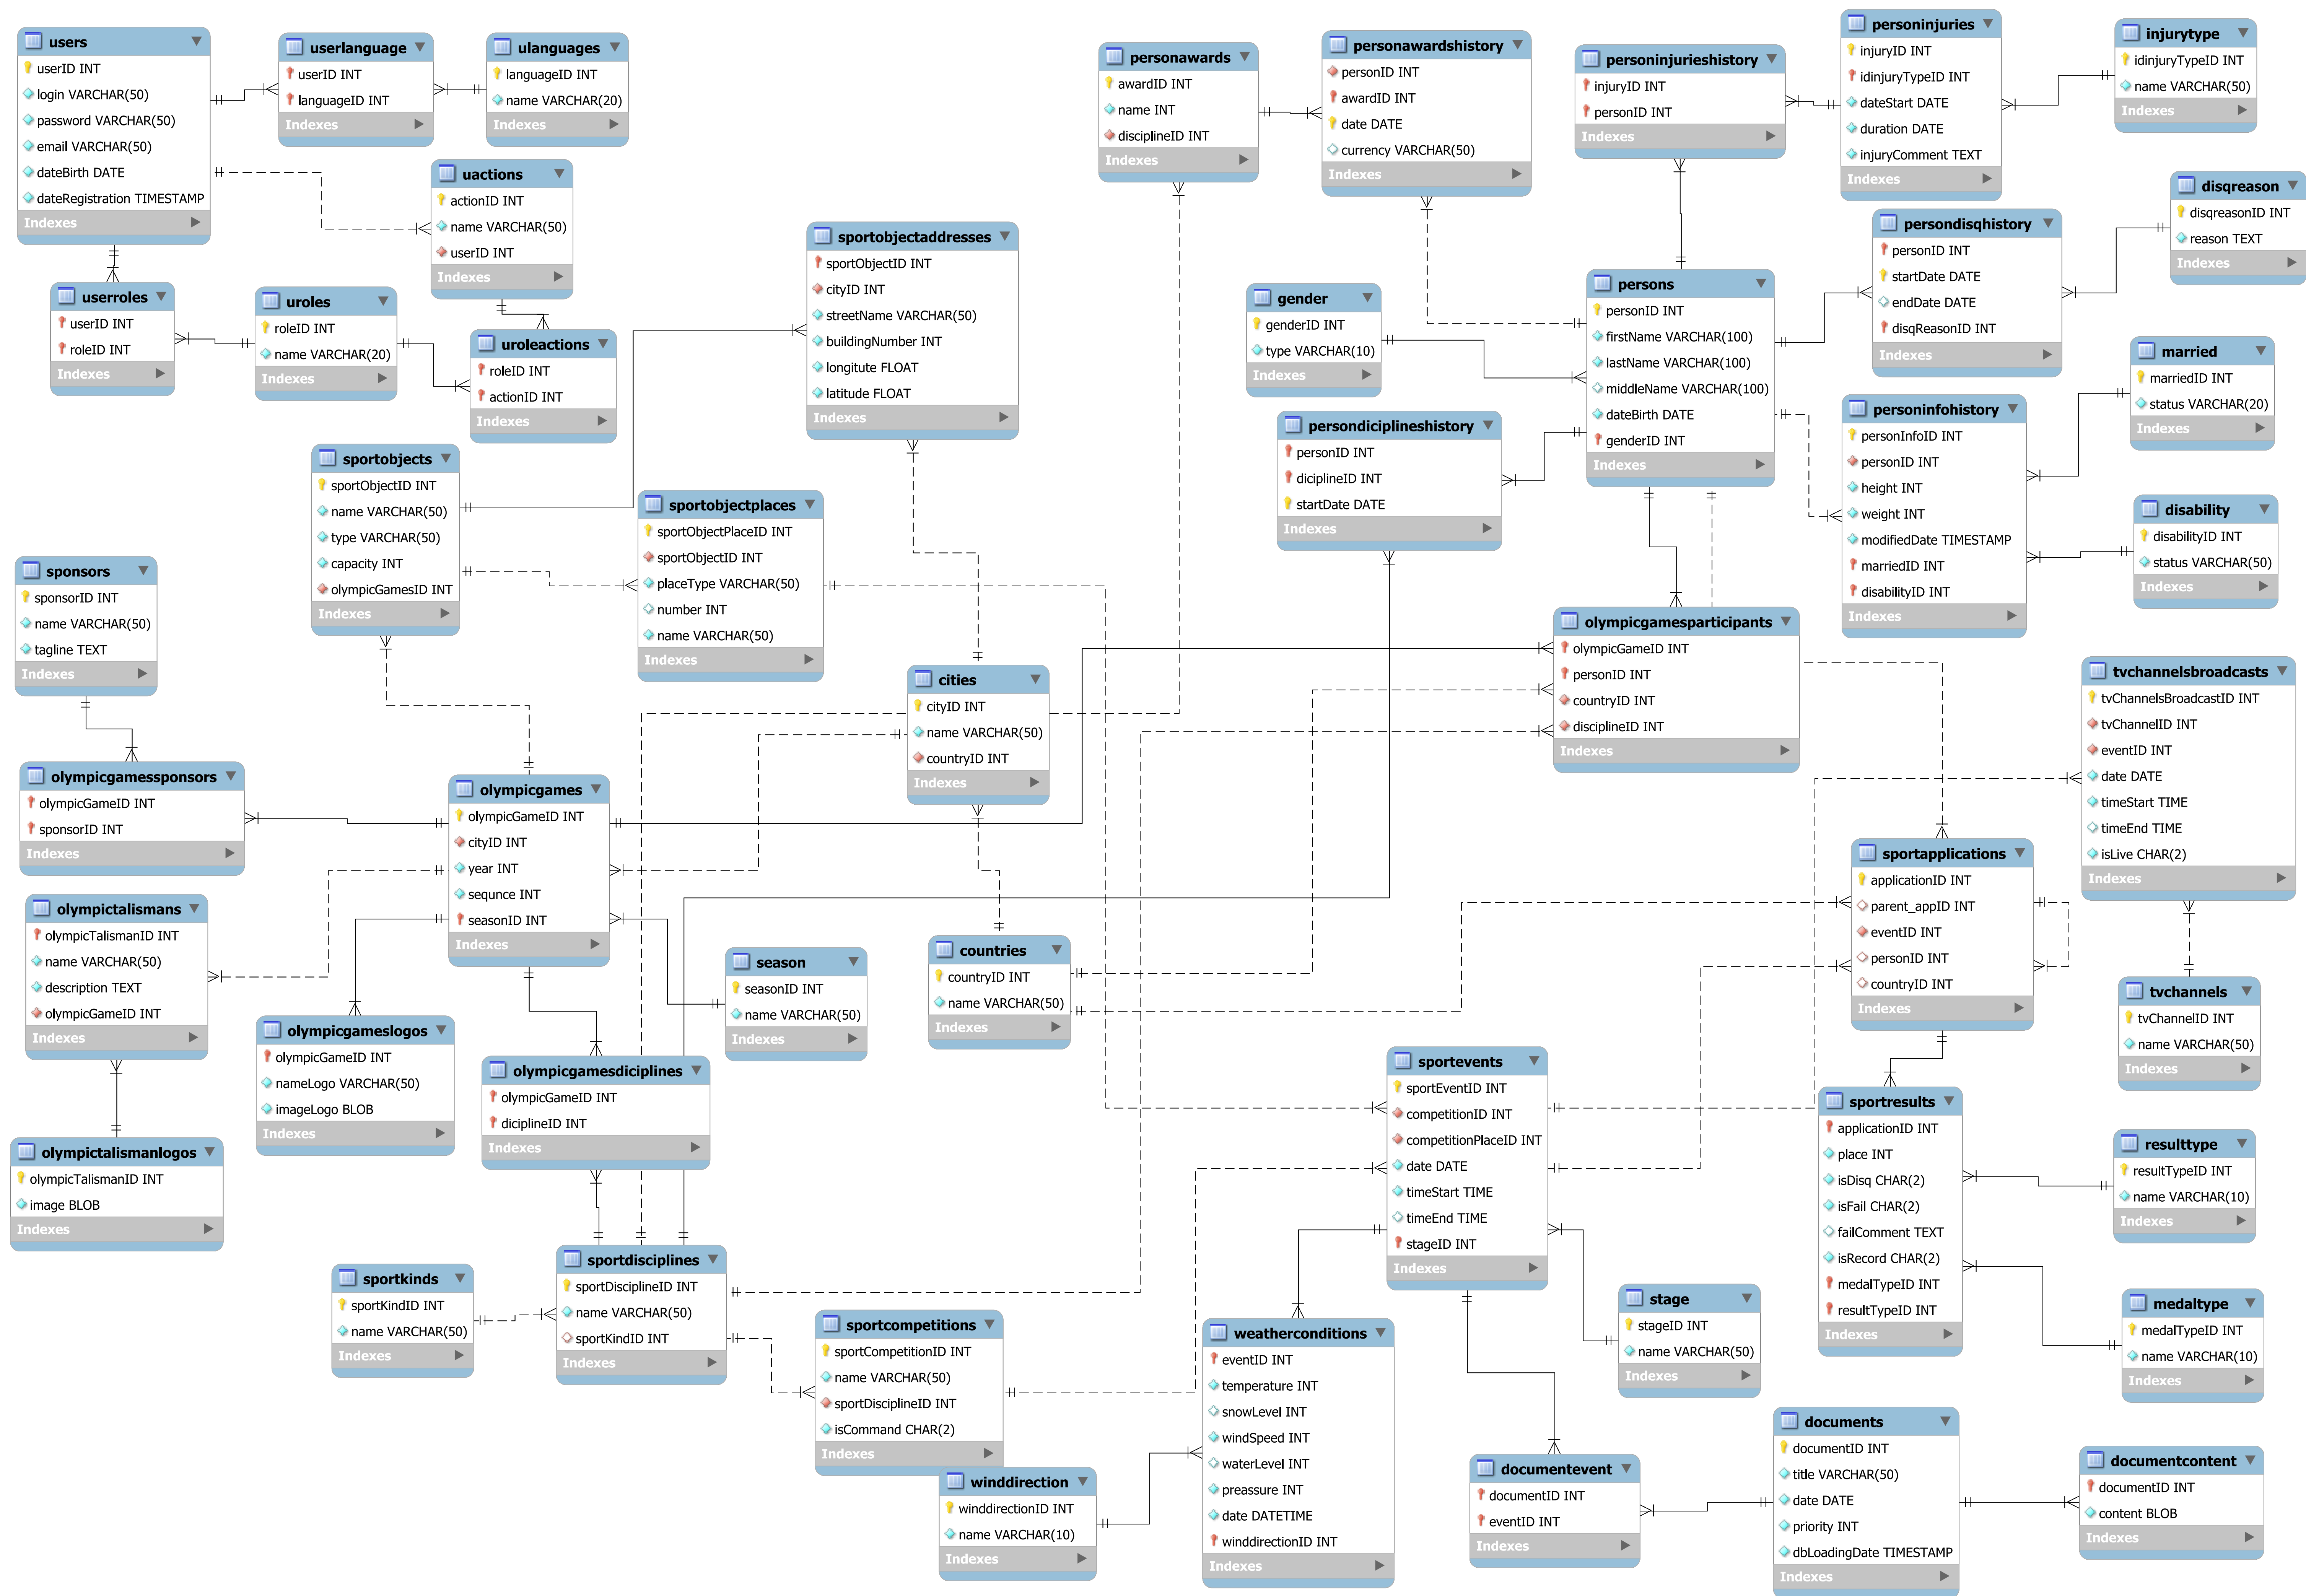 users
userID INT
login VARCHAR(50)
password VARCHAR(50)
email VARCHAR(50)
dateBirth DATE
dateRegistration TIMESTAMP
Indexes
userlanguage
userID INT
languageID INT
Indexes
ulanguages
languageID INT
name VARCHAR(20)
Indexes
uactions
actionID INT
name VARCHAR(50)
userID INT
Indexes
userroles
userID INT
roleID INT
Indexes
uroles
roleID INT
name VARCHAR(20)
Indexes
uroleactions
roleID INT
actionID INT
Indexes
sportobjectaddresses
sportObjectID INT
cityID INT
streetName VARCHAR(50)
buildingNumber INT
longitute FLOAT
latitude FLOAT
Indexes
personawards
awardID INT
name INT
disciplineID INT
Indexes
personawardshistory
personID INT
awardID INT
date DATE
currency VARCHAR(50)
Indexes
personinjurieshistory
injuryID INT
personID INT
Indexes
personinjuries
injuryID INT
idinjuryTypeID INT
dateStart DATE
duration DATE
injuryComment TEXT
Indexes
injurytype
idinjuryTypeID INT
name VARCHAR(50)
Indexes
disqreason
disqreasonID INT
reason TEXT
Indexes
persondisqhistory
personID INT
startDate DATE
endDate DATE
disqReasonID INT
Indexes
gender
genderID INT
type VARCHAR(10)
Indexes
persons
personID INT
firstName VARCHAR(100)
lastName VARCHAR(100)
middleName VARCHAR(100)
dateBirth DATE
genderID INT
Indexes
married
marriedID INT
status VARCHAR(20)
Indexes
personinfohistory
personInfoID INT
personID INT
height INT
weight INT
modifiedDate TIMESTAMP
marriedID INT
disabilityID INT
Indexes
disability
disabilityID INT
status VARCHAR(50)
Indexes
persondiciplineshistory
personID INT
diciplineID INT
startDate DATE
Indexes
sportobjects
sportObjectID INT
name VARCHAR(50)
type VARCHAR(50)
capacity INT
olympicGamesID INT
Indexes
sportobjectplaces
sportObjectPlaceID INT
sportObjectID INT
placeType VARCHAR(50)
number INT
name VARCHAR(50)
Indexes
sponsors
sponsorID INT
name VARCHAR(50)
tagline TEXT
Indexes
cities
cityID INT
name VARCHAR(50)
countryID INT
Indexes
olympicgamesparticipants
olympicGameID INT
personID INT
countryID INT
disciplineID INT
Indexes
tvchannelsbroadcasts
tvChannelsBroadcastID INT
tvChannelID INT
eventID INT
date DATE
timeStart TIME
timeEnd TIME
isLive CHAR(2)
Indexes
olympicgamessponsors
olympicGameID INT
sponsorID INT
Indexes
olympicgames
olympicGameID INT
cityID INT
year INT
sequnce INT
seasonID INT
Indexes
sportapplications
applicationID INT
parent_appID INT
eventID INT
personID INT
countryID INT
Indexes
olympictalismans
olympicTalismanID INT
name VARCHAR(50)
description TEXT
olympicGameID INT
Indexes
olympicgameslogos
olympicGameID INT
nameLogo VARCHAR(50)
imageLogo BLOB
Indexes
season
seasonID INT
name VARCHAR(50)
Indexes
countries
countryID INT
name VARCHAR(50)
Indexes
tvchannels
tvChannelID INT
name VARCHAR(50)
Indexes
olympicgamesdiciplines
olympicGameID INT
diciplineID INT
Indexes
sportevents
sportEventID INT
competitionID INT
competitionPlaceID INT
date DATE
timeStart TIME
timeEnd TIME
stageID INT
Indexes
sportresults
applicationID INT
place INT
isDisq CHAR(2)
isFail CHAR(2)
failComment TEXT
isRecord CHAR(2)
medalTypeID INT
resultTypeID INT
Indexes
resulttype
resultTypeID INT
name VARCHAR(10)
Indexes
olympictalismanlogos
olympicTalismanID INT
image BLOB
Indexes
sportkinds
sportKindID INT
name VARCHAR(50)
Indexes
sportdisciplines
sportDisciplineID INT
name VARCHAR(50)
sportKindID INT
Indexes
sportcompetitions
sportCompetitionID INT
name VARCHAR(50)
sportDisciplineID INT
isCommand CHAR(2)
Indexes
weatherconditions
eventID INT
temperature INT
snowLevel INT
windSpeed INT
waterLevel INT
preassure INT
date DATETIME
winddirectionID INT
Indexes
stage
stageID INT
name VARCHAR(50)
Indexes
medaltype
medalTypeID INT
name VARCHAR(10)
Indexes
winddirection
winddirectionID INT
name VARCHAR(10)
Indexes
documentevent
documentID INT
eventID INT
Indexes
documents
documentID INT
title VARCHAR(50)
date DATE
priority INT
dbLoadingDate TIMESTAMP
Indexes
documentcontent
documentID INT
content BLOB
Indexes